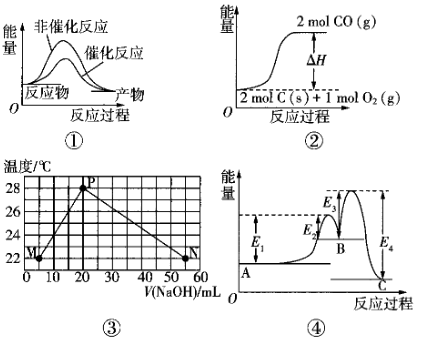 能量
非催化反应
催化反应
反应物
产物
O
反应过程
①
能量
2 mol CO (g)
ΔH
2 mol C (s) + 1 mol O₂ (g)
O
反应过程
②
温度/℃
28
26
24
22
P
M
N
0 10 20 30 40 50 60
V(NaOH)/mL
③
能量
E₁
E₂
E₃
E₄
A
B
C
O
反应过程
④